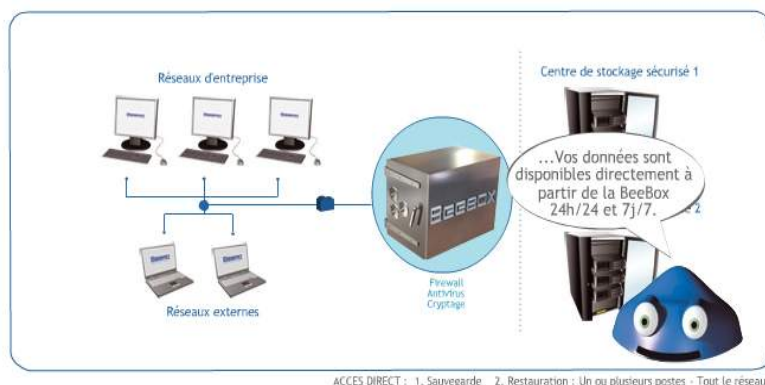 Réseaux d'entreprise
Centre de stockage sécurisé 1
...Vos données sont
disponibles directement à
partir de la BeeBox
24h/24 et 7j/7.
2
BEEBOX
Firewall
Antivirus
Cryptage
Réseaux externes
ACCES DIRECT : 1. Sauvegarde 2. Restauration : Un ou plusieurs postes - Tout le réseau